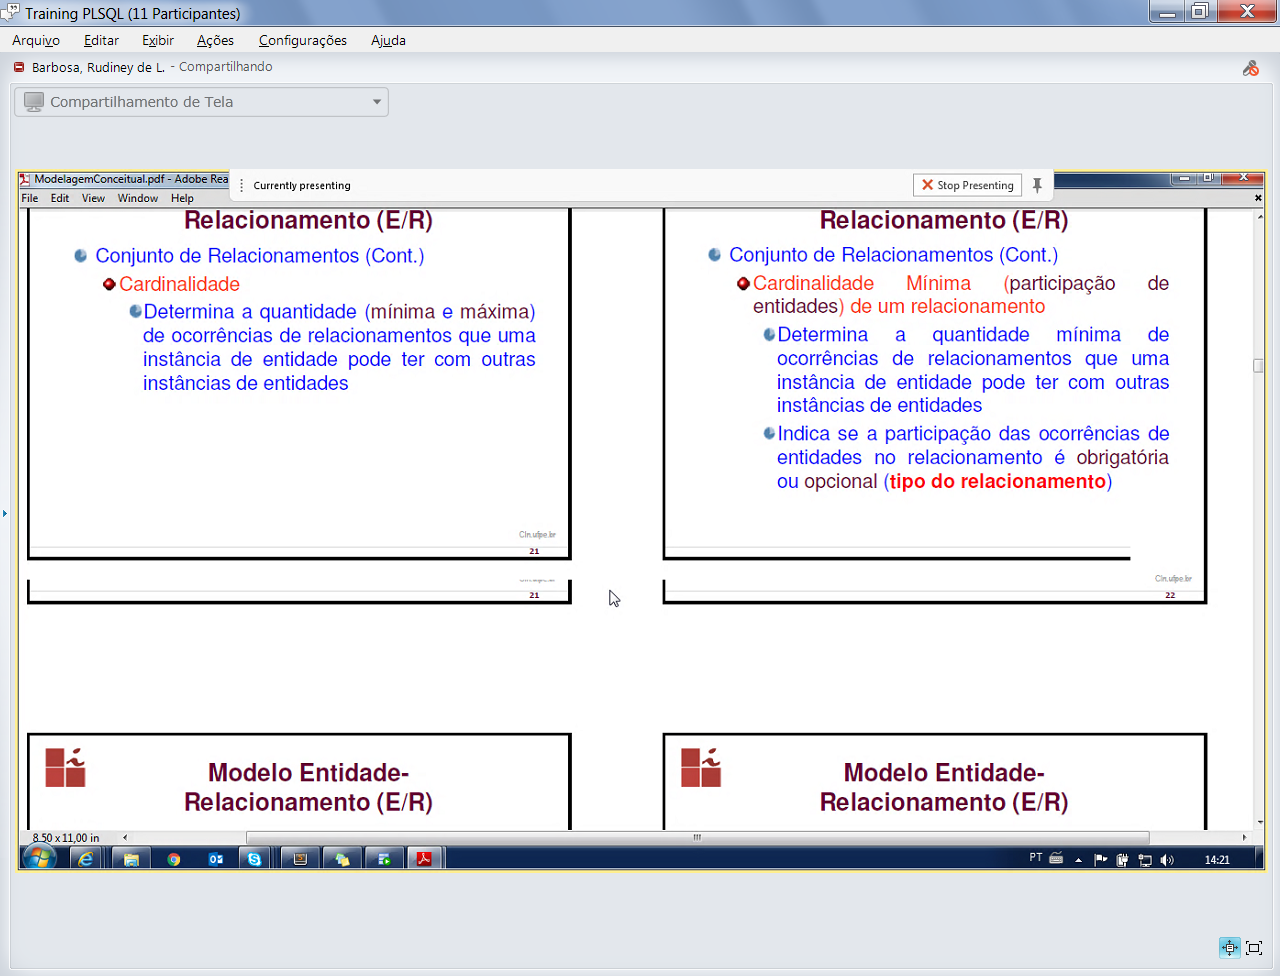 Training PLSQL (11 Participantes)
Arquivo Editar Exibir Ações Configurações Ajuda
Barbosa, Rudiney de L. - Compartilhando
Compartilhamento de Tela
ModelagemConceitual.pdf - Adobe Rea
Currently presenting
Stop Presenting
File Edit View Window Help
Relacionamento (E/R)
Conjunto de Relacionamentos (Cont.)
Cardinalidade
Determina a quantidade (mínima e máxima)
de ocorrências de relacionamentos que uma
instância de entidade pode ter com outras
instâncias de entidades
CIn.ufpe.br
21
21
Relacionamento (E/R)
Conjunto de Relacionamentos (Cont.)
Cardinalidade Mínima (participação de
entidades) de um relacionamento
Determina a quantidade mínima de
ocorrências de relacionamentos que uma
instância de entidade pode ter com outras
instâncias de entidades
Indica se a participação das ocorrências de
entidades no relacionamento é obrigatória
ou opcional (tipo do relacionamento)
CIn.ufpe.br
22
Modelo Entidade-
Relacionamento (E/R)
Modelo Entidade-
Relacionamento (E/R)
8,50 x 11,00 in
PT
14:21